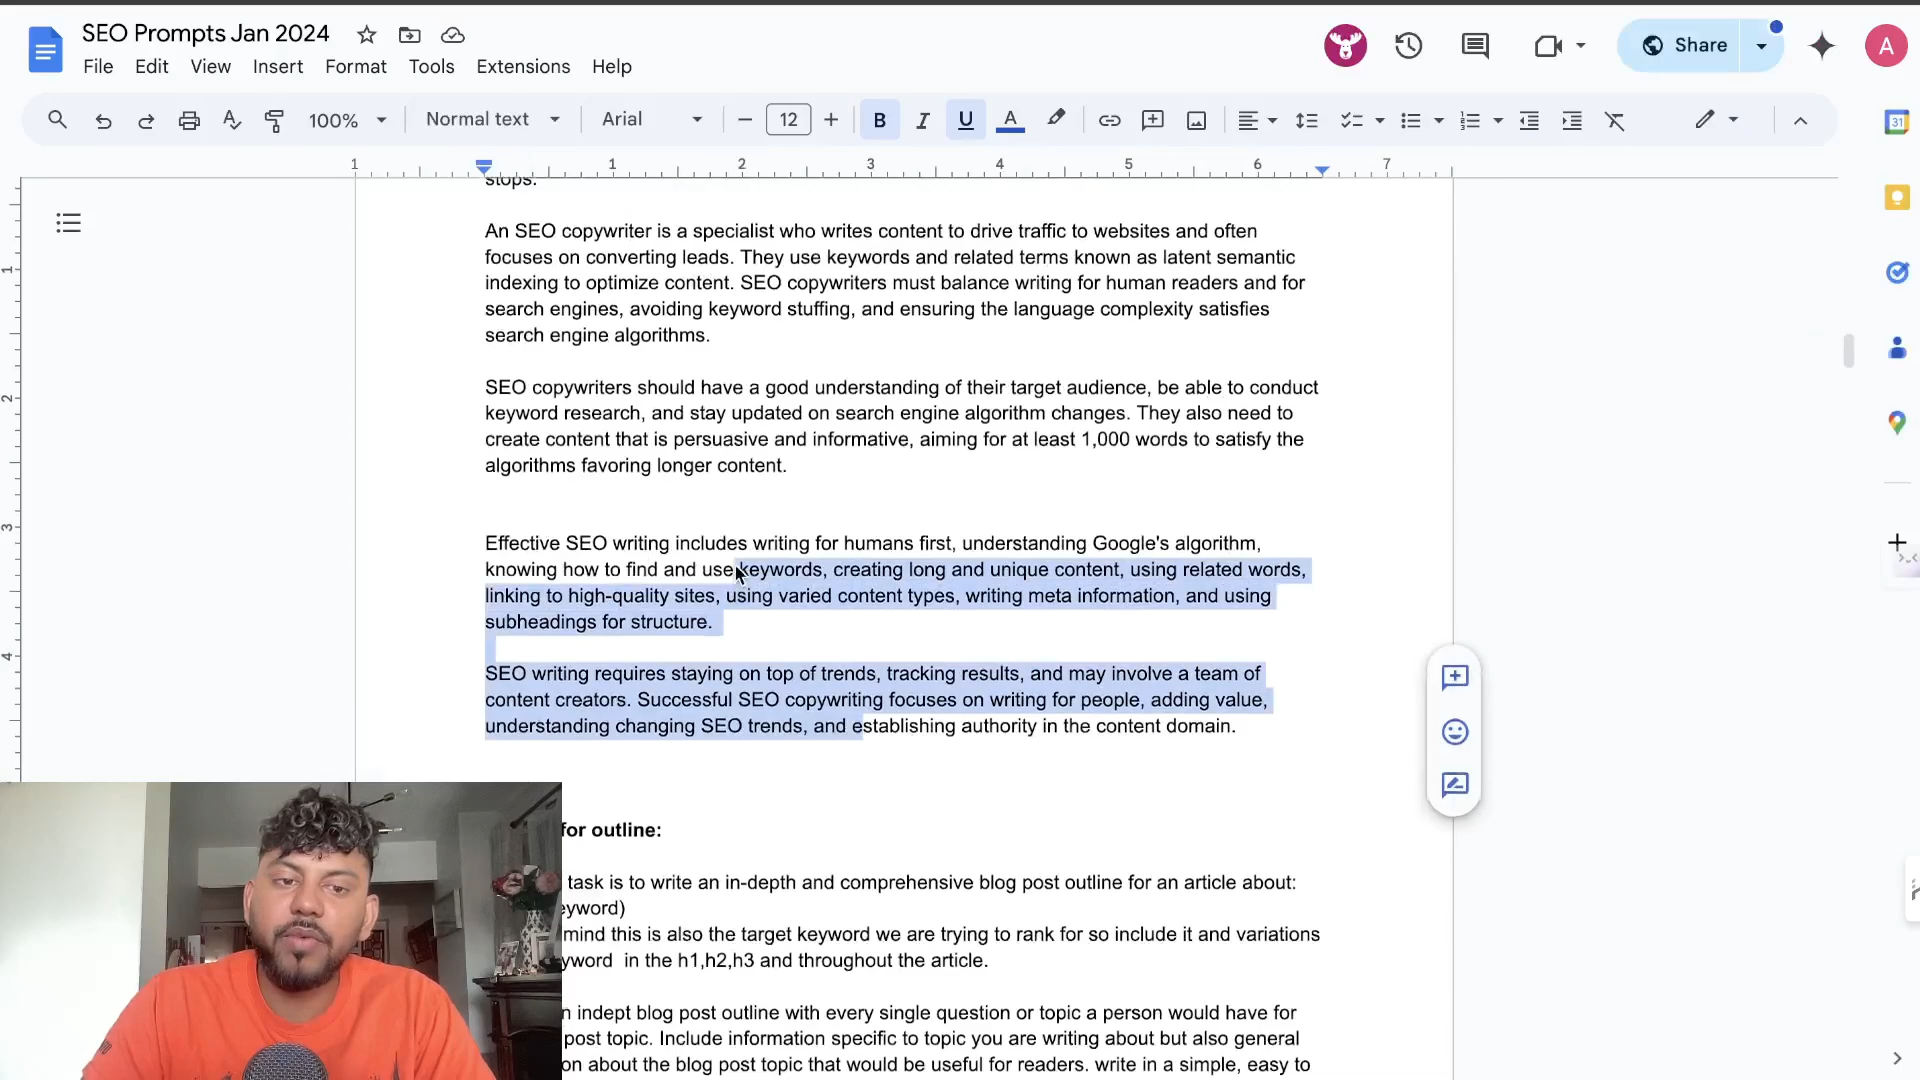 SEO Prompts Jan 2024
File Edit View Insert Format Tools Extensions Help
Share
A
100% Normal text Arial 12 B I U A
31
1 1 2 3 4 5 6 7
1
2
3
4
stops.
An SEO copywriter is a specialist who writes content to drive traffic to websites and often
focuses on converting leads. They use keywords and related terms known as latent semantic
indexing to optimize content. SEO copywriters must balance writing for human readers and for
search engines, avoiding keyword stuffing, and ensuring the language complexity satisfies
search engine algorithms.
SEO copywriters should have a good understanding of their target audience, be able to conduct
keyword research, and stay updated on search engine algorithm changes. They also need to
create content that is persuasive and informative, aiming for at least 1,000 words to satisfy the
algorithms favoring longer content.
Effective SEO writing includes writing for humans first, understanding Google's algorithm,
knowing how to find and use keywords, creating long and unique content, using related words,
linking to high-quality sites, using varied content types, writing meta information, and using
subheadings for structure.
SEO writing requires staying on top of trends, tracking results, and may involve a team of
content creators. Successful SEO copywriting focuses on writing for people, adding value,
understanding changing SEO trends, and establishing authority in the content domain.
for outline:
task is to write an in-depth and comprehensive blog post outline for an article about:
eyword)
mind this is also the target keyword we are trying to rank for so include it and variations
yword in the h1,h2,h3 and throughout the article.
n indept blog post outline with every single question or topic a person would have for
post topic. Include information specific to topic you are writing about but also general
on about the blog post topic that would be useful for readers. write in a simple, easy to